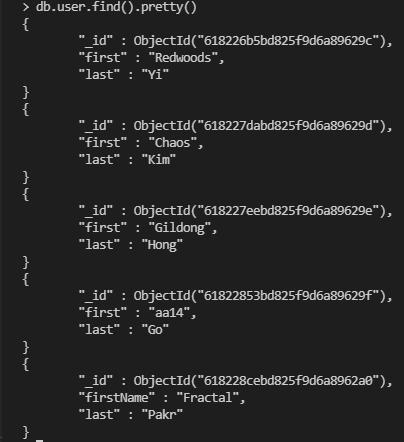 > db.user.find().pretty()
{
"_id" : ObjectId("618226b5bd825f9d6a89629c"),
"first" : "Redwoods",
"last" : "Yi"
}
{
"_id" : ObjectId("618227dabd825f9d6a89629d"),
"first" : "Chaos",
"last" : "Kim"
}
{
"_id" : ObjectId("618227eebd825f9d6a89629e"),
"first" : "Gildong",
"last" : "Hong"
}
{
"_id" : ObjectId("61822853bd825f9d6a89629f"),
"first" : "aa14",
"last" : "Go"
}
{
"_id" : ObjectId("618228cebd825f9d6a8962a0"),
"firstName" : "Fractal",
"last" : "Pakr"
}